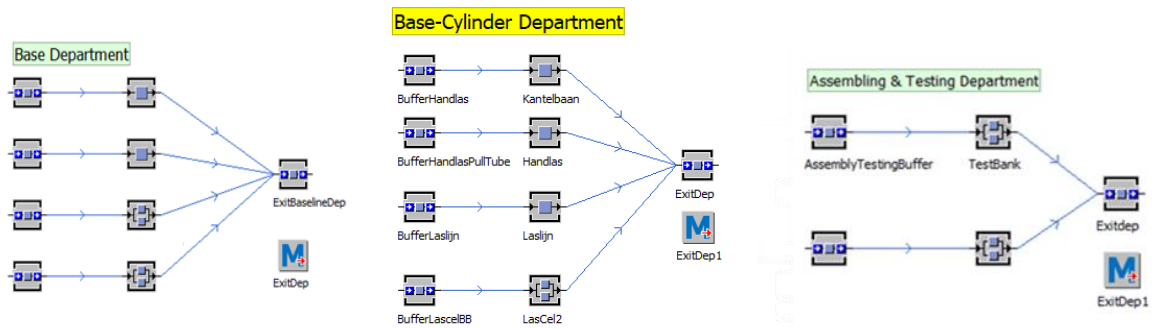 Base Department
ExitBaselineDep
ExitDep
Base-Cylinder Department
BufferHandlas
Kantelbaan
BufferHandlasPullTube
Handlas
ExitDep
BufferLaslijn
Laslijn
ExitDep1
BufferLascelBB
LasCel2
Assembling & Testing Department
AssemblyTestingBuffer
TestBank
Exitdep
ExitDep1